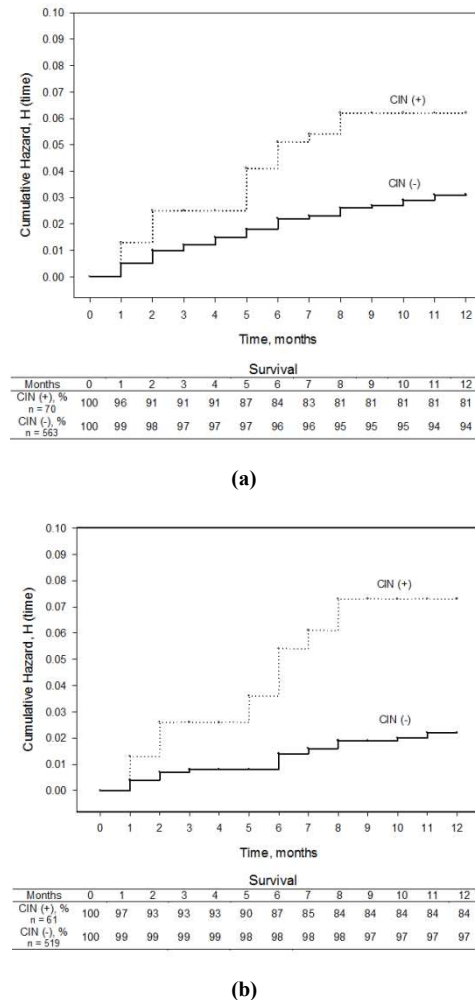 0.10
0.09
0.08
0.07
0.06
0.05
0.04
0.03
0.02
0.01
0.00
Cumulative Hazard, H (time)
CIN (+)
CIN (-)
0 1 2 3 4 5 6 7 8 9 10 11 12
Time, months
Survival
Months 0 1 2 3 4 5 6 7 8 9 10 11 12
CIN (+), % n = 70 100 96 91 91 91 87 84 83 81 81 81 81 81
CIN (-), % n = 563 100 99 98 97 97 97 96 96 95 95 95 94 94
(a)
0.10
0.09
0.08
0.07
0.06
0.05
0.04
0.03
0.02
0.01
0.00
Cumulative Hazard, H (time)
CIN (+)
CIN (-)
0 1 2 3 4 5 6 7 8 9 10 11 12
Time, months
Survival
Months 0 1 2 3 4 5 6 7 8 9 10 11 12
CIN (+), % n = 61 100 97 93 93 93 90 87 85 84 84 84 84 84
CIN (-), % n = 519 100 99 99 99 99 98 98 98 98 97 97 97 97
(b)